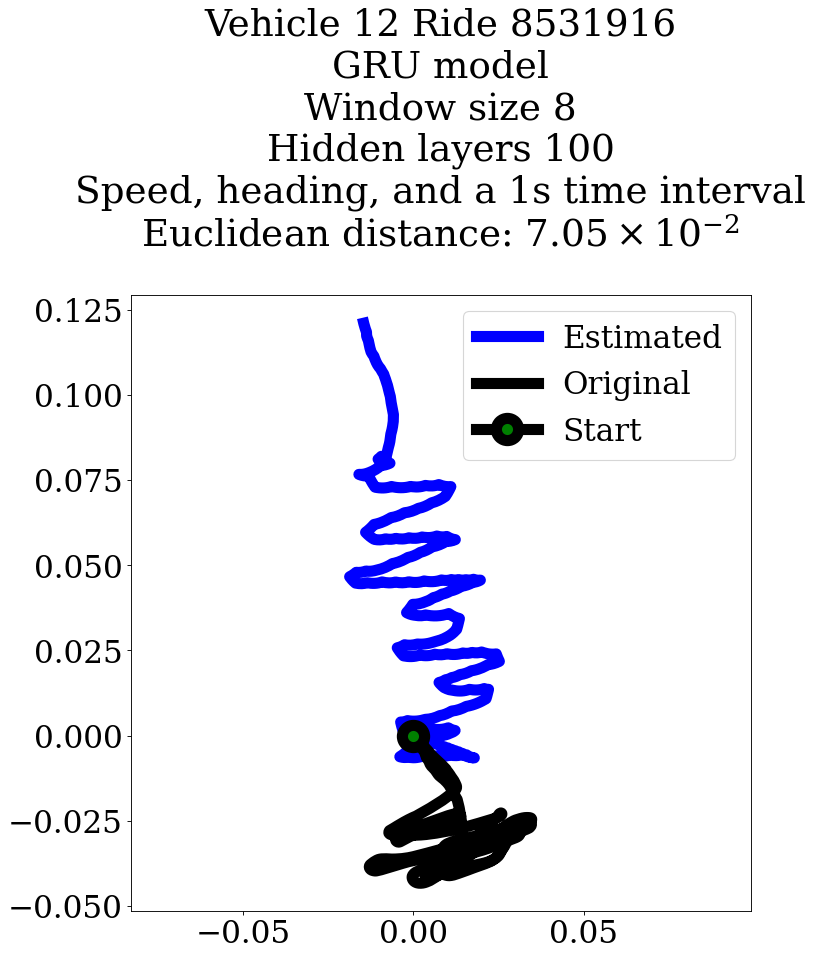 Vehicle 12 Ride 8531916
GRU model
Window size 8
Hidden layers 100
Speed, heading, and a 1s time interval
Euclidean distance: 7.05 × 10⁻²
0.125
0.100
0.075
0.050
0.025
0.000
−0.025
−0.050
Estimated
Original
Start
−0.05
0.00
0.05